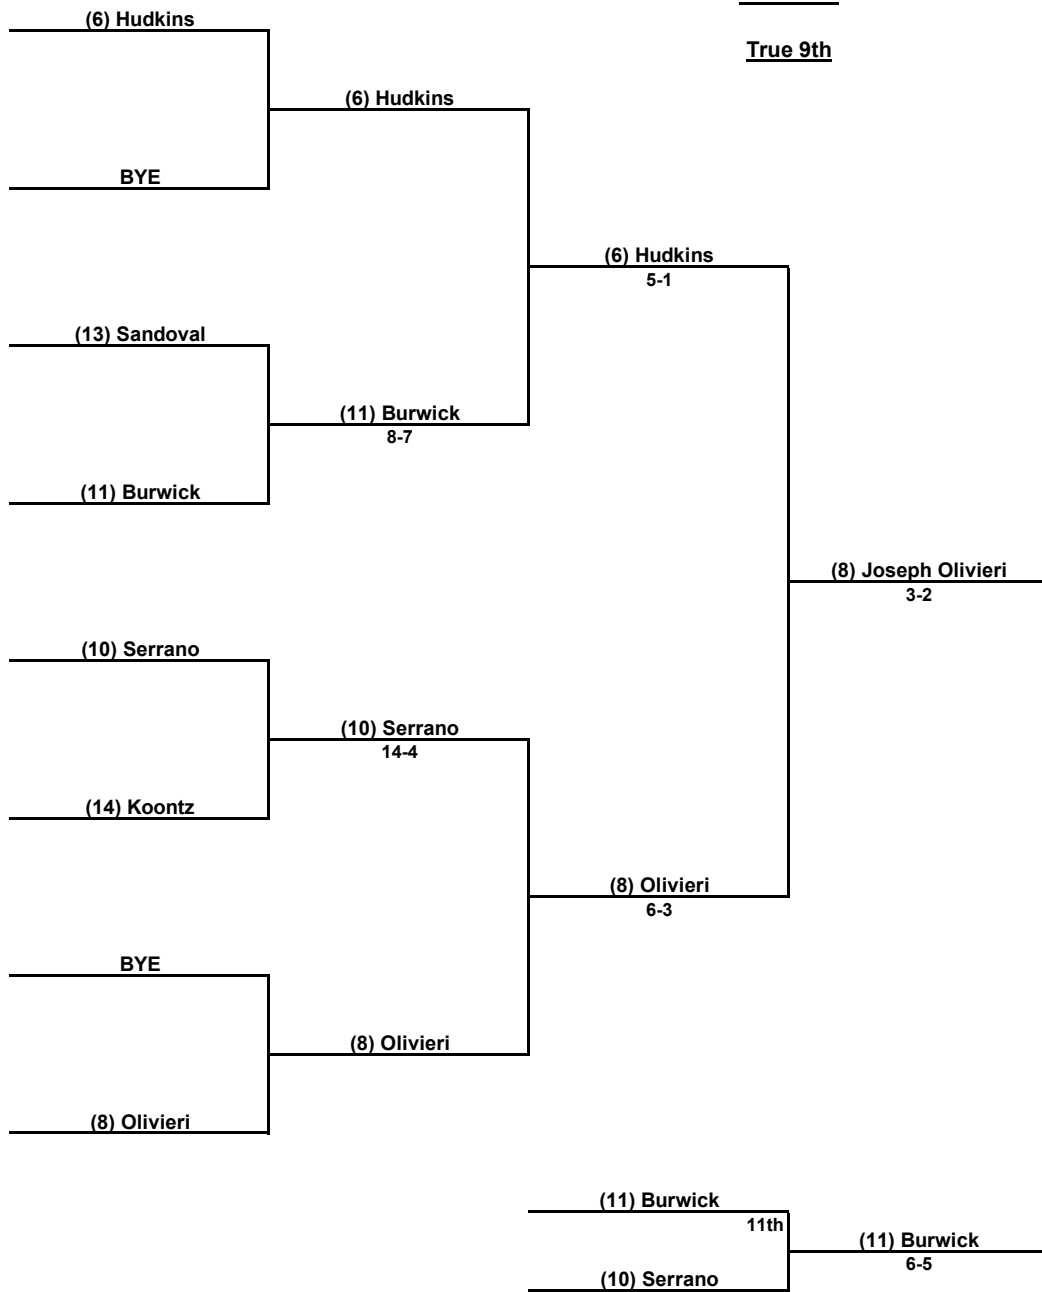 (6) Hudkins
True 9th
(6) Hudkins
BYE
(6) Hudkins
5-1
(13) Sandoval
(11) Burwick
8-7
(11) Burwick
(8) Joseph Olivieri
3-2
(10) Serrano
(10) Serrano
14-4
(14) Koontz
(8) Olivieri
6-3
BYE
(8) Olivieri
(8) Olivieri
(11) Burwick
11th
(11) Burwick
6-5
(10) Serrano